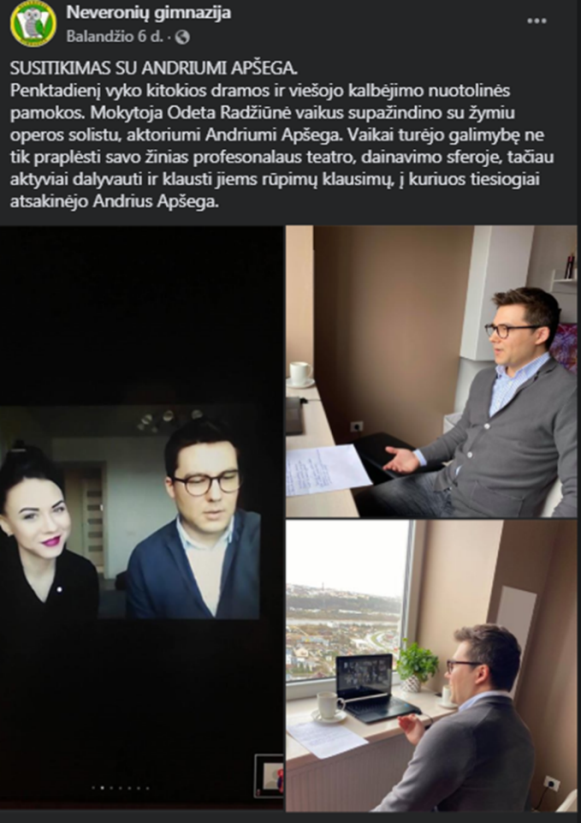 Neveronių gimnazija
Balandžio 6 d. ·
SUSITIKIMAS SU ANDRIUMI APŠEGA.
Penktadienį vyko kitokios dramos ir viešojo kalbėjimo nuotolinės
pamokos. Mokytoja Odeta Radžiūnė vaikus supažindino su žymiu
operos solistu, aktoriumi Andriumi Apšega. Vaikai turėjo galimybę ne
tik praplėsti savo žinias profesonalaus teatro, dainavimo sferoje, tačiau
aktyviai dalyvauti ir klausti jiems rūpimų klausimų, į kuriuos tiesiogiai
atsakinėjo Andrius Apšega.